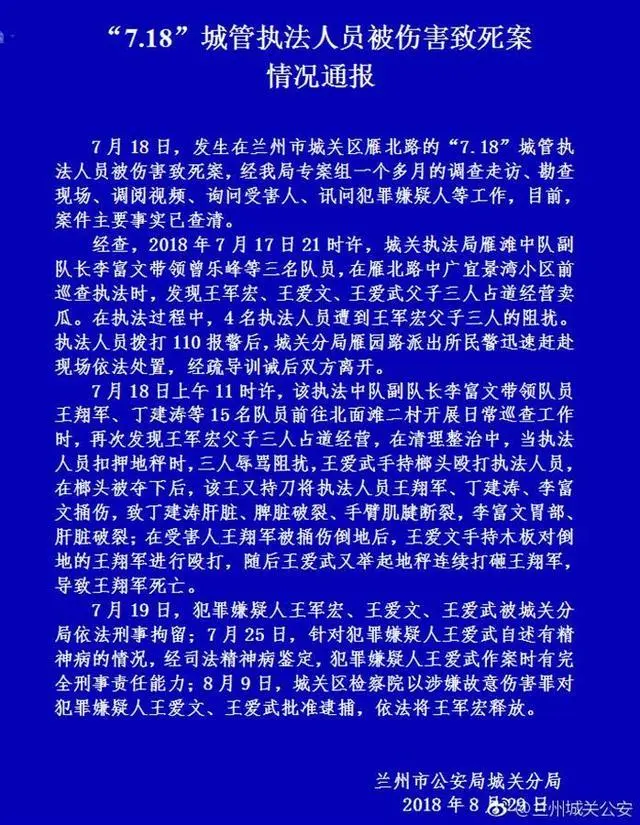 “7.18”城管执法人员被伤害致死案
情况通报
7月18日，发生在兰州市城关区雁北路的“7.18”城管执
法人员被伤害致死案，经我局专案组一个多月的调查走访、勘查
现场、调阅视频、询问受害人、讯问犯罪嫌疑人等工作，目前，
案件主要事实已查清。
经查，2018年7月17日21时许，城关执法局雁滩中队副
队长李富文带领曾乐峰等三名队员，在雁北路中广宜景湾小区前
巡查执法时，发现王军宏、王爱文、王爱武父子三人占道经营卖
瓜。在执法过程中，4名执法人员遭到王军宏父子三人的阻扰。
执法人员拨打110报警后，城关分局雁园路派出所民警迅速赶赴
现场依法处置，经疏导训诫后双方离开。
7月18日上午11时许，该执法中队副队长李富文带领队员
王翔军、丁建涛等15名队员前往北面滩二村开展日常巡查工作
时，再次发现王军宏父子三人占道经营，在清理整治中，当执法
人员扣押地秤时，三人辱骂阻扰，王爱武手持榔头殴打执法人员，
在榔头被夺下后，该王又持刀将执法人员王翔军、丁建涛、李富
文捅伤，致丁建涛肝脏、脾脏破裂、手臂肌腱断裂，李富文胃部、
肝脏破裂；在受害人王翔军被捅伤倒地后，王爱文手持木板对倒
地的王翔军进行殴打，随后王爱武又举起地秤连续打砸王翔军，
导致王翔军死亡。
7月19日，犯罪嫌疑人王军宏、王爱文、王爱武被城关分
局依法刑事拘留；7月25日，针对犯罪嫌疑人王爱武自述有精
神病的情况，经司法精神病鉴定，犯罪嫌疑人王爱武作案时有完
全刑事责任能力；8月9日，城关区检察院以涉嫌故意伤害罪对
犯罪嫌疑人王爱文、王爱武批准逮捕，依法将王军宏释放。
兰州市公安局城关分局
2018年8月29日
@兰州城关公安